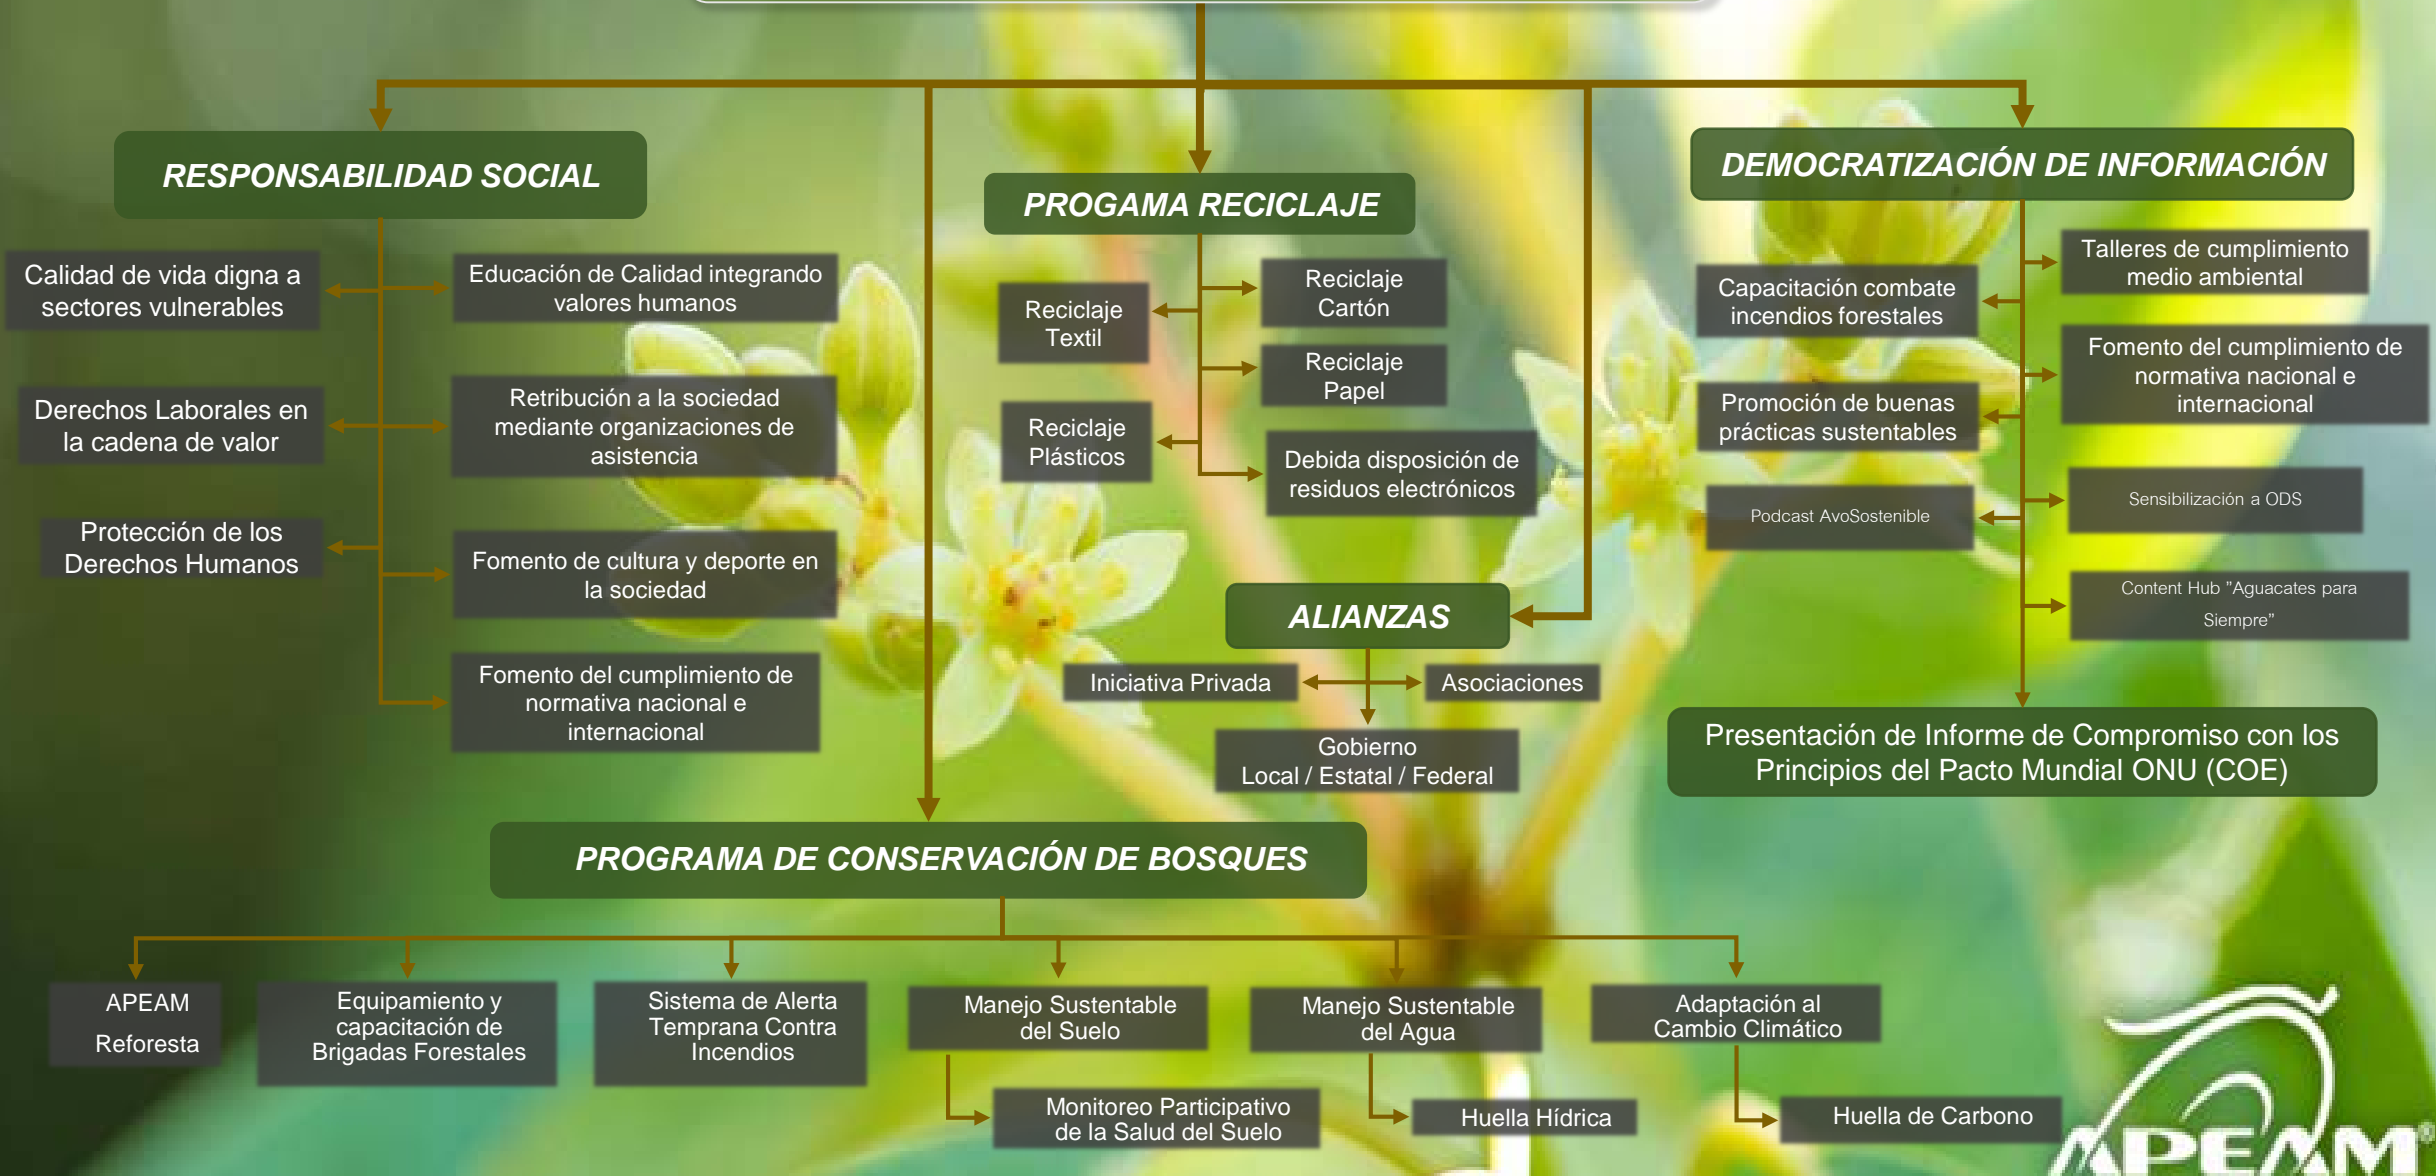 RESPONSABILIDAD SOCIAL
Calidad de vida digna a
sectores vulnerables
Derechos Laborales en
la cadena de valor
Protección de los
Derechos Humanos
Educación de Calidad integrando
valores humanos
Retribución a la sociedad
mediante organizaciones de
asistencia
Fomento de cultura y deporte en
la sociedad
Fomento del cumplimiento de
normativa nacional e
internacional
PROGAMA RECICLAJE
Reciclaje
Textil
Reciclaje
Plásticos
Reciclaje
Cartón
Reciclaje
Papel
Debida disposición de
residuos electrónicos
ALIANZAS
Iniciativa Privada
Asociaciones
Gobierno
Local / Estatal / Federal
DEMOCRATIZACIÓN DE INFORMACIÓN
Capacitación combate
incendios forestales
Promoción de buenas
prácticas sustentables
Podcast AvoSostenible
Talleres de cumplimiento
medio ambiental
Fomento del cumplimiento de
normativa nacional e
internacional
Sensibilización a ODS
Content Hub "Aguacates para
Siempre"
Presentación de Informe de Compromiso con los
Principios del Pacto Mundial ONU (COE)
PROGRAMA DE CONSERVACIÓN DE BOSQUES
APEAM
Reforesta
Equipamiento y
capacitación de
Brigadas Forestales
Sistema de Alerta
Temprana Contra
Incendios
Manejo Sustentable
del Suelo
Monitoreo Participativo
de la Salud del Suelo
Manejo Sustentable
del Agua
Huella Hídrica
Adaptación al
Cambio Climático
Huella de Carbono
APEAM®